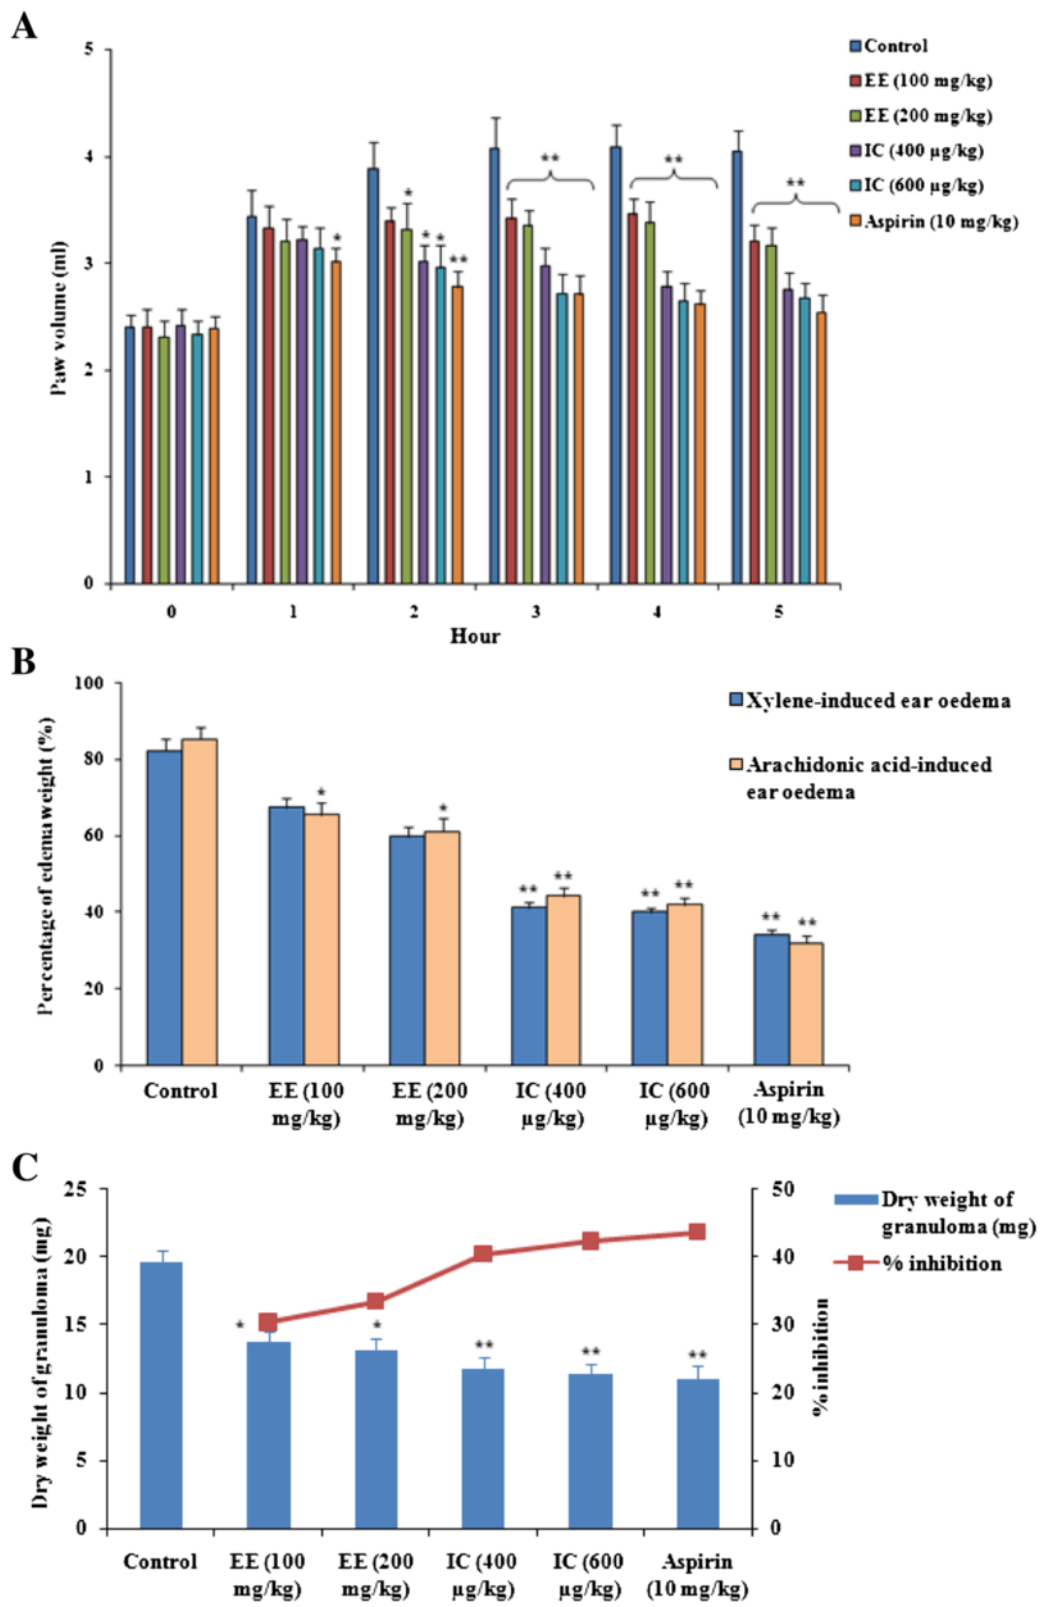 A
5
4
3
2
1
0
Paw volume (ml)
0 1 2 3 4 5
Hour
Control
EE (100 mg/kg)
EE (200 mg/kg)
IC (400 µg/kg)
IC (600 µg/kg)
Aspirin (10 mg/kg)
*
*
* *
**
**
**
**
B
100
80
60
40
20
0
Percentage of edema weight (%)
Xylene-induced ear oedema
Arachidonic acid-induced
ear oedema
*
*
** **
** **
** **
Control
EE (100
mg/kg)
EE (200
mg/kg)
IC (400
µg/kg)
IC (600
µg/kg)
Aspirin
(10 mg/kg)
C
25
20
15
10
5
0
Dry weight of granuloma (mg)
50
40
30
20
10
0
% inhibition
Dry weight of
granuloma (mg)
% inhibition
*
*
**
**
**
Control
EE (100
mg/kg)
EE (200
mg/kg)
IC (400
µg/kg)
IC (600
µg/kg)
Aspirin
(10 mg/kg)